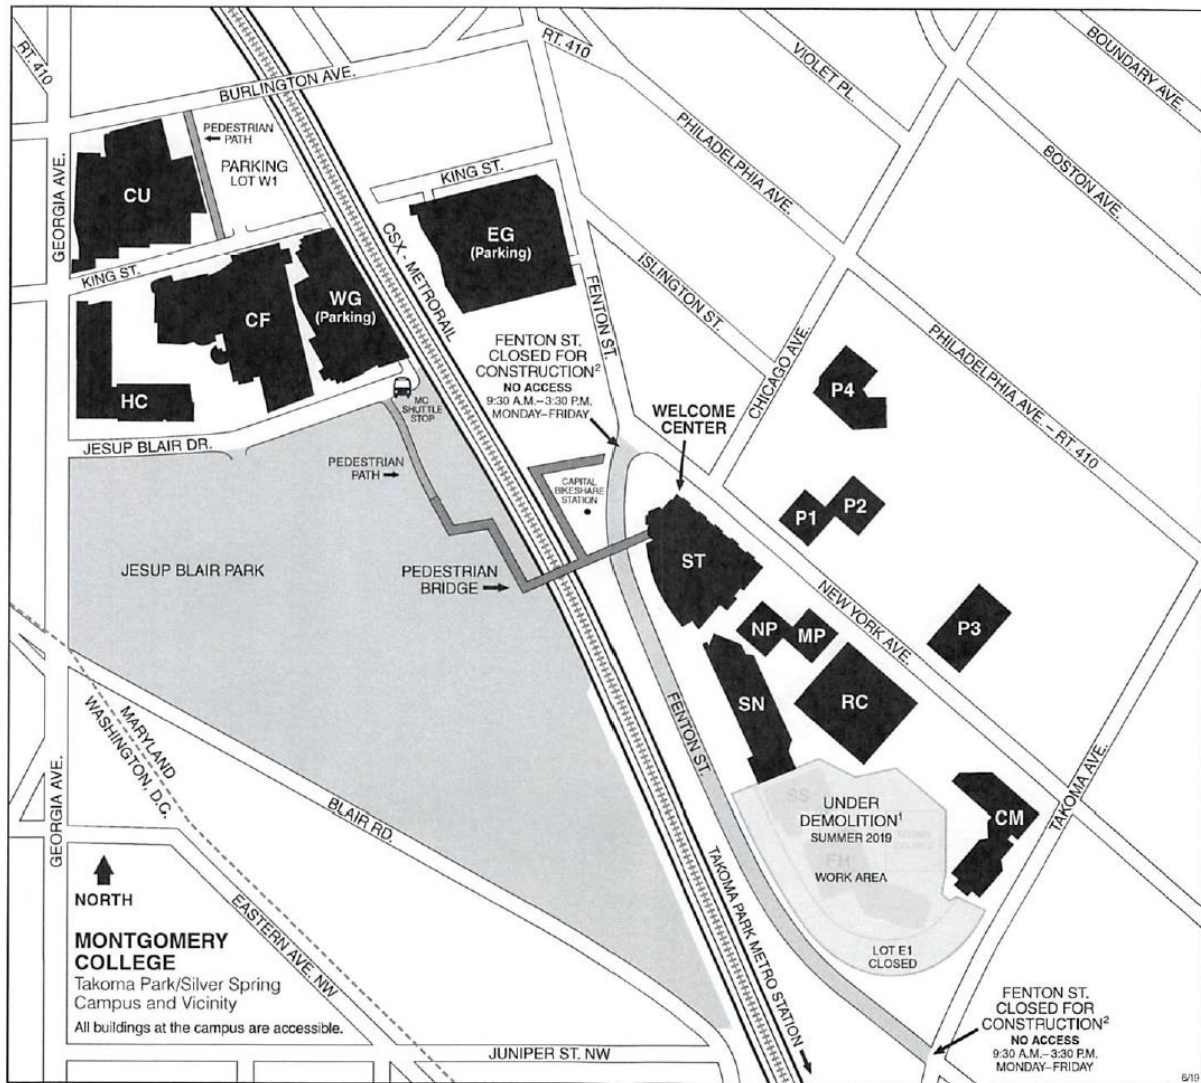 RT. 410
BURLINGTON AVE.
RT. 410
VIOLET PL.
BOUNDARY AVE.
BOSTON AVE.
PHILADELPHIA AVE.
GEORGIA AVE.
PEDESTRIAN
PATH
PARKING
LOT W1
CU
KING ST.
KING ST.
EG
(Parking)
CSX - METRORAIL
FENTON ST.
ISLINGTON ST.
CHICAGO AVE.
PHILADELPHIA AVE. – RT. 410
WG
(Parking)
CF
HC
FENTON ST.
CLOSED FOR
CONSTRUCTION²
NO ACCESS
9:30 A.M.–3:30 P.M.
MONDAY–FRIDAY
WELCOME
CENTER
P4
MC
SHUTTLE
STOP
JESUP BLAIR DR.
PEDESTRIAN
PATH
CAPITAL
BIKESHARE
STATION
P1
P2
JESUP BLAIR PARK
PEDESTRIAN
BRIDGE
ST
NEW YORK AVE.
NP
MP
P3
SN
RC
FENTON ST.
MARYLAND
WASHINGTON, D.C.
GEORGIA AVE.
BLAIR RD.
TAKOMA AVE.
SS
UNDER
DEMOLITION¹
SUMMER 2019
TENNIS
COURTS
FH
WORK AREA
CM
TAKOMA PARK METRO STATION
LOT E1
CLOSED
NORTH
EASTERN AVE. NW
MONTGOMERY
COLLEGE
Takoma Park/Silver Spring
Campus and Vicinity
All buildings at the campus are accessible.
JUNIPER ST. NW
FENTON ST.
CLOSED FOR
CONSTRUCTION²
NO ACCESS
9:30 A.M.–3:30 P.M.
MONDAY–FRIDAY
6/19